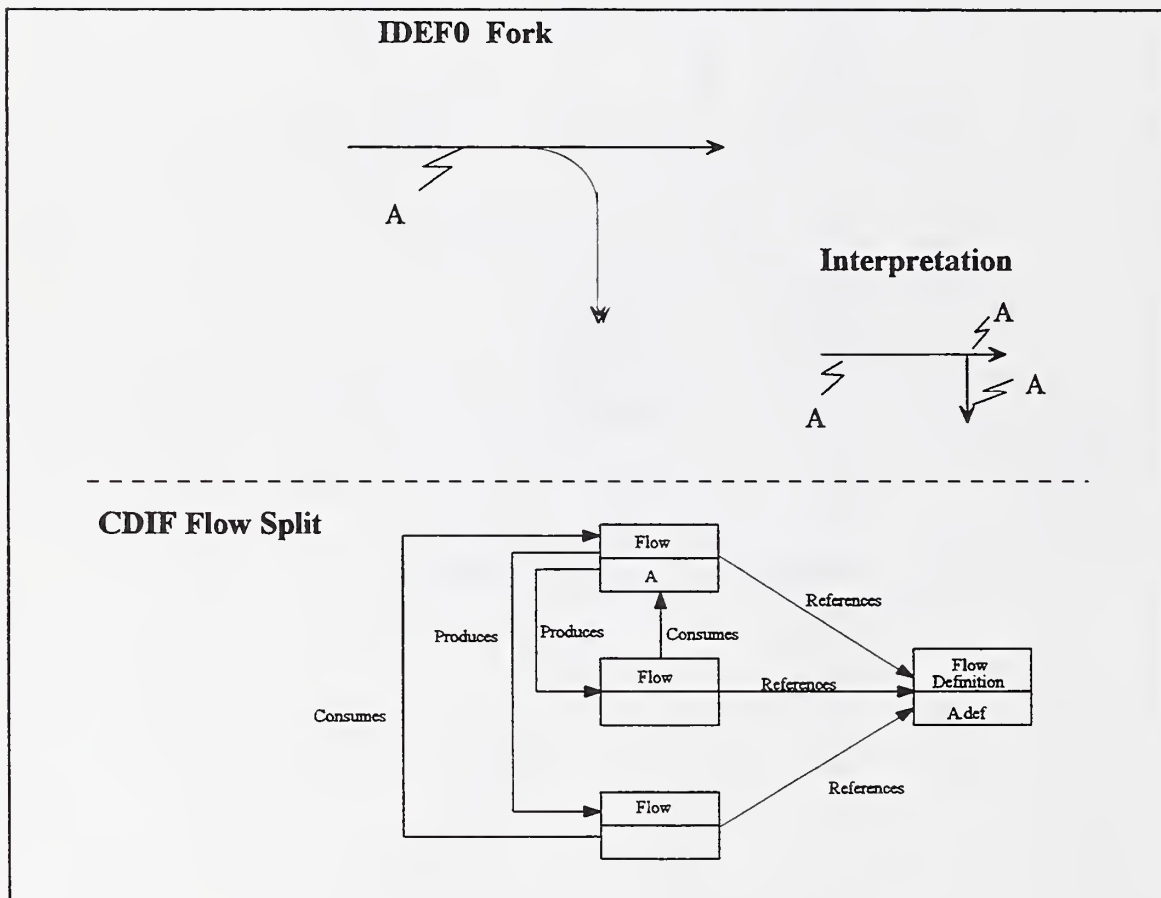 IDEF0 Fork
A
Interpretation
A
A
A
CDIF Flow Split
Flow
A
References
Produces
Produces
Consumes
Flow
References
Flow
Definition
A.def
Consumes
References
Flow